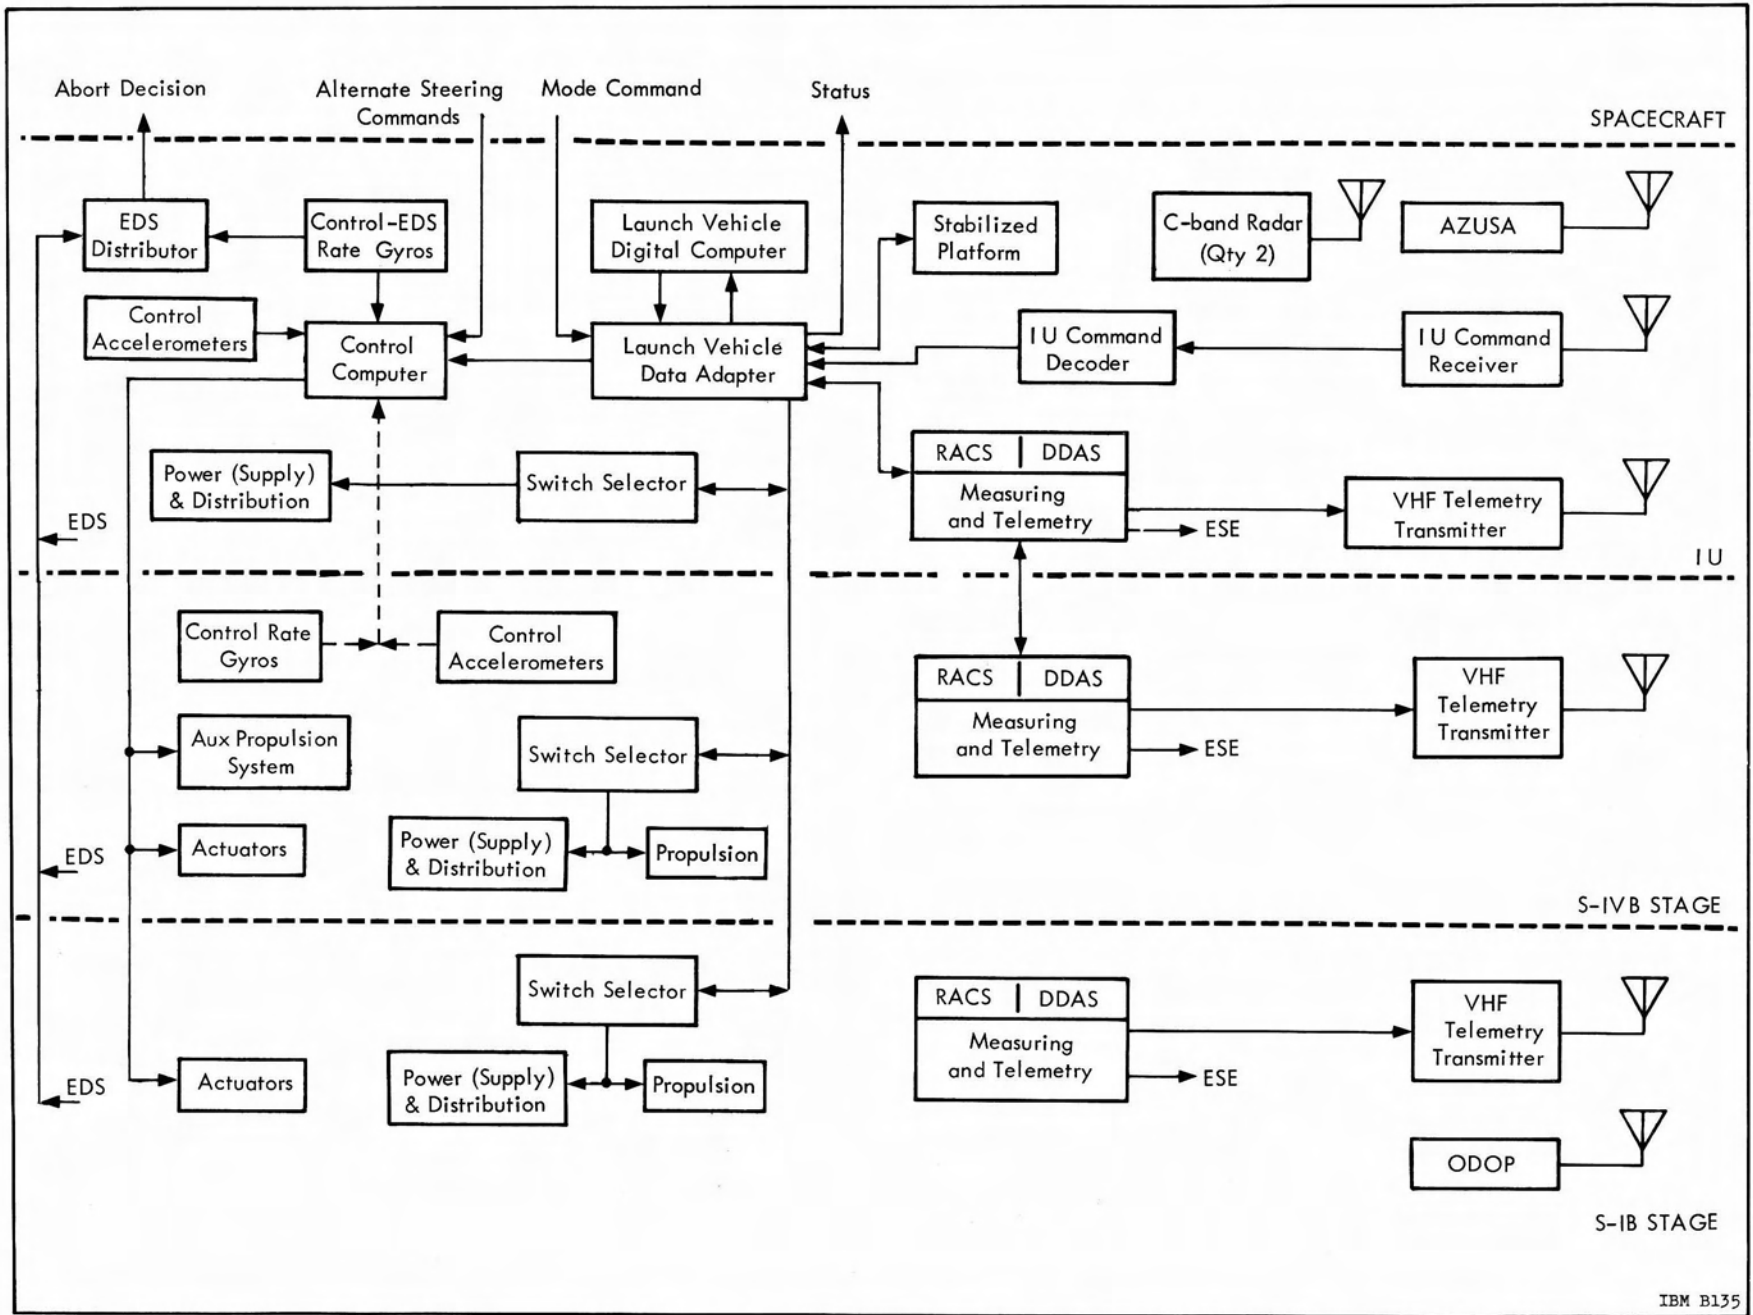 Abort Decision
Alternate Steering
Commands
Mode Command
Status
SPACECRAFT
EDS
Distributor
Control-EDS
Rate Gyros
Launch Vehicle
Digital Computer
Stabilized
Platform
C-band Radar
(Qty 2)
AZUSA
Control
Accelerometers
Control
Computer
Launch Vehicle
Data Adapter
IU Command
Decoder
IU Command
Receiver
Power (Supply)
& Distribution
Switch Selector
RACS | DDAS
Measuring
and Telemetry
ESE
VHF Telemetry
Transmitter
EDS
IU
Control Rate
Gyros
Control
Accelerometers
RACS | DDAS
Measuring
and Telemetry
ESE
VHF
Telemetry
Transmitter
Aux Propulsion
System
Switch Selector
EDS
Actuators
Power (Supply)
& Distribution
Propulsion
S-IVB STAGE
Switch Selector
RACS | DDAS
Measuring
and Telemetry
ESE
VHF
Telemetry
Transmitter
EDS
Actuators
Power (Supply)
& Distribution
Propulsion
ODOP
S-IB STAGE
IBM B135